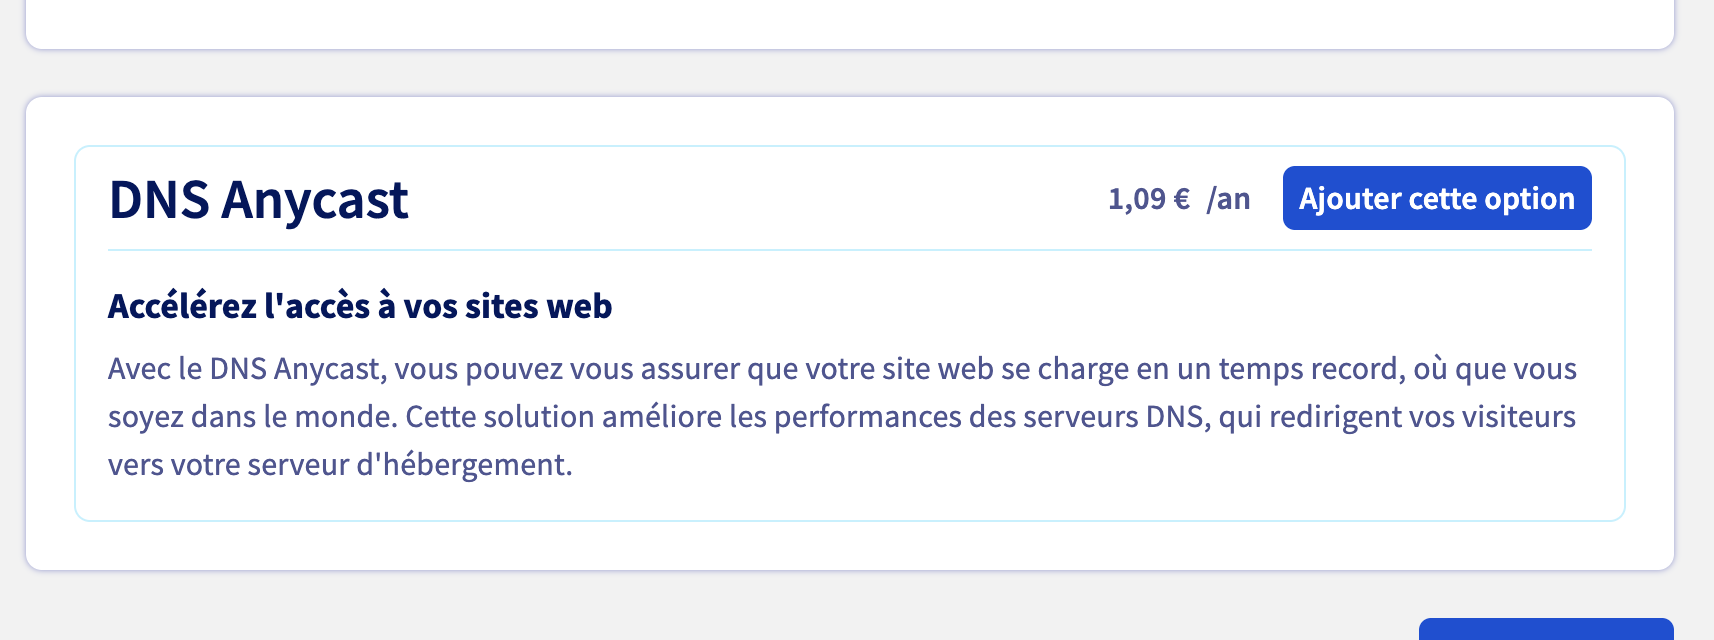 DNS Anycast
1,09 € /an
Ajouter cette option
Accélérez l'accès à vos sites web
Avec le DNS Anycast, vous pouvez vous assurer que votre site web se charge en un temps record, où que vous
soyez dans le monde. Cette solution améliore les performances des serveurs DNS, qui redirigent vos visiteurs
vers votre serveur d'hébergement.